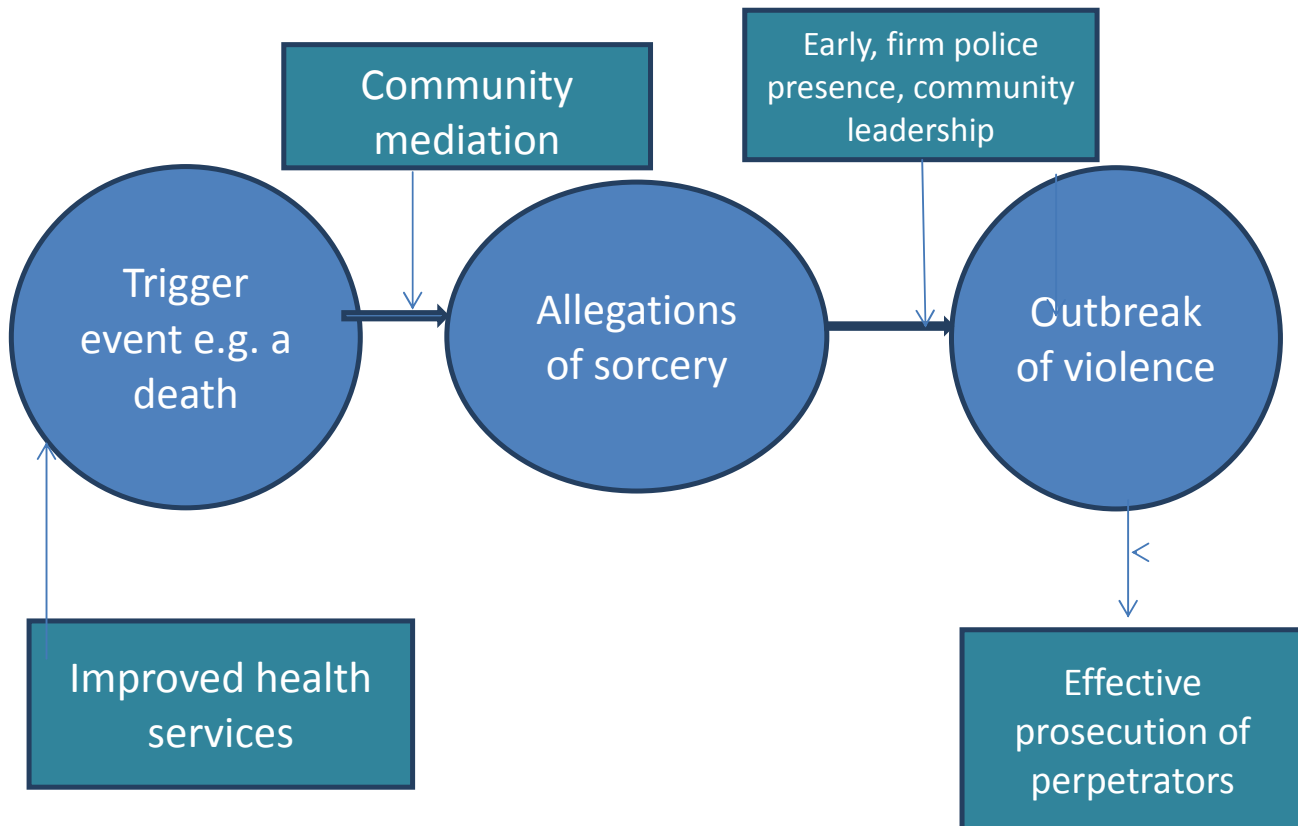 Community
mediation
Early, firm police
presence, community
leadership
Trigger
event e.g. a
death
Allegations
of sorcery
Outbreak
of violence
Improved health
services
Effective
prosecution of
perpetrators